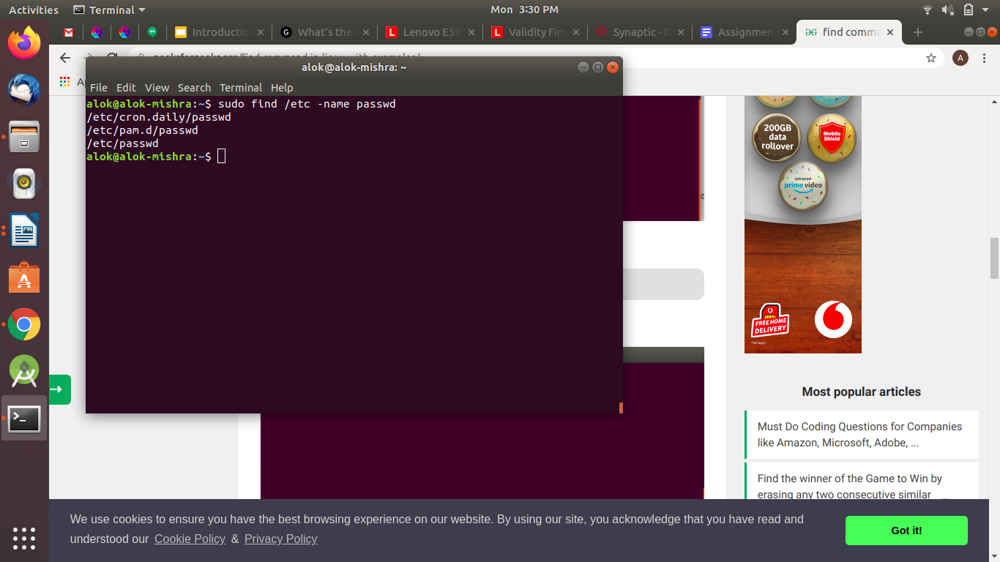 Activities
Terminal
Mon 3:30 PM
Introductio
What's the
Lenovo E59
Validity Fin
Synaptic - D
Assignmen
find comma
A
alok@alok-mishra: ~
File Edit View Search Terminal Help
alok@alok-mishra:~$ sudo find /etc -name passwd
/etc/cron.daily/passwd
/etc/pam.d/passwd
/etc/passwd
alok@alok-mishra:~$
200GB
data
rollover
Mobile
Shield
amazon
prime video
FREE HOME
DELIVERY
Most popular articles
Must Do Coding Questions for Companies
like Amazon, Microsoft, Adobe, ...
Find the winner of the Game to Win by
erasing any two consecutive similar
We use cookies to ensure you have the best browsing experience on our website. By using our site, you acknowledge that you have read and
understood our Cookie Policy & Privacy Policy
Got it!